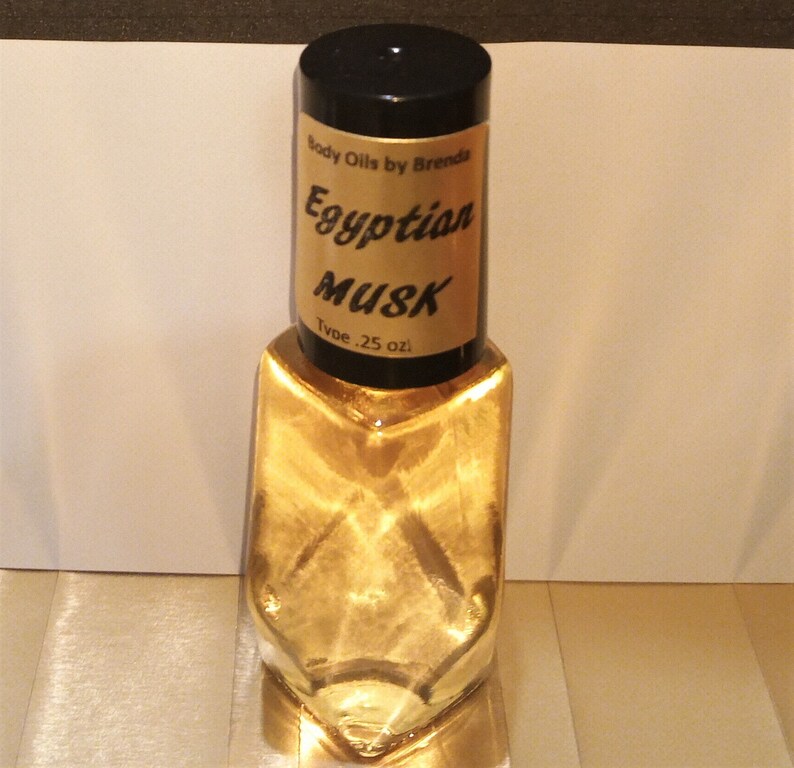 Body Oils by Brenda
Egyptian
MUSK
Type .25 oz